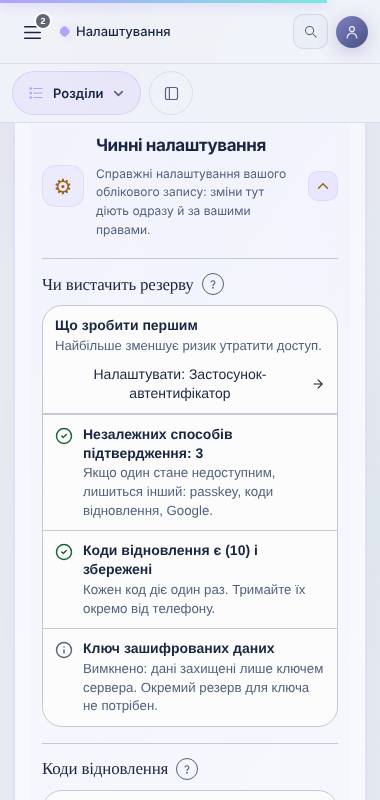 2
Налаштування
Розділи
Чинні налаштування
Справжні налаштування вашого
облікового запису: зміни тут
діють одразу й за вашими
правами.
Чи вистачить резерву ?
Що зробити першим
Найбільше зменшує ризик утратити доступ.
Налаштувати: Застосунок-
автентифікатор
Незалежних способів
підтвердження: 3
Якщо один стане недоступним,
лишиться інший: passkey, коди
відновлення, Google.
Коди відновлення є (10) і
збережені
Кожен код діє один раз. Тримайте їх
окремо від телефону.
Ключ зашифрованих даних
Вимкнено: дані захищені лише ключем
сервера. Окремий резерв для ключа
не потрібен.
Коди відновлення ?